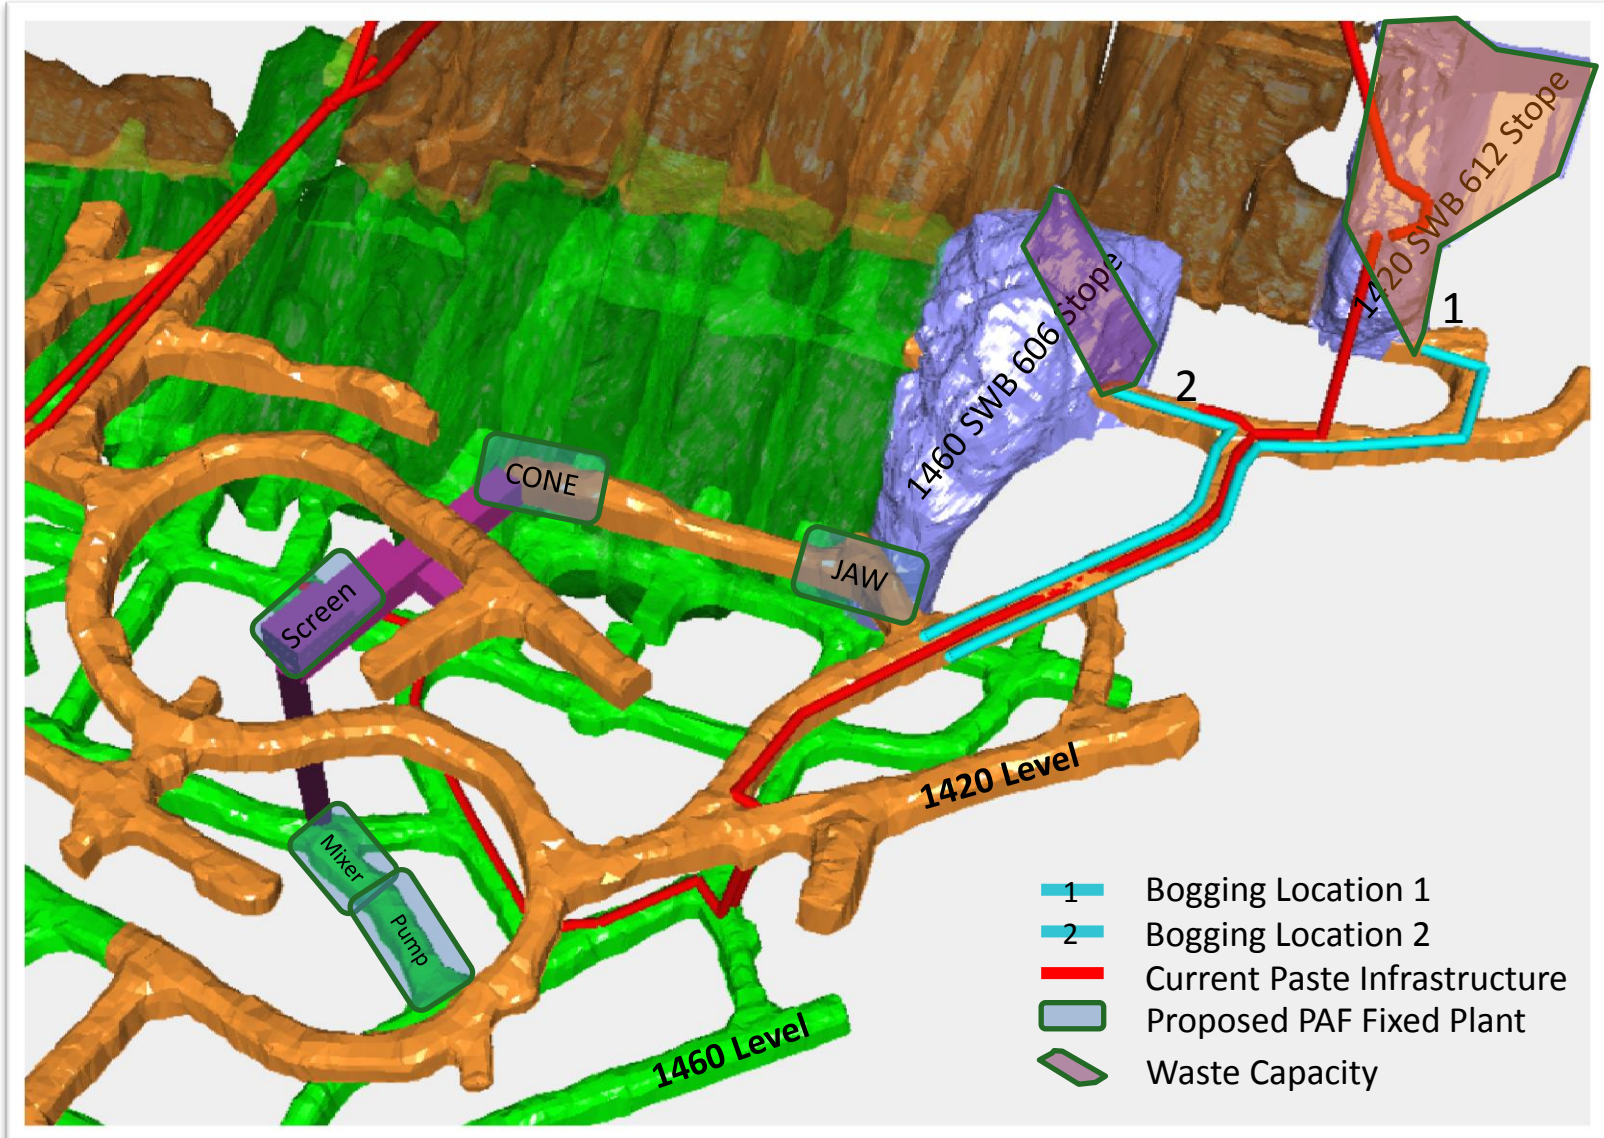 1420 SWB 612 Stope
1
1460 SWB 606 Stope
2
CONE
JAW
Screen
1420 Level
Mixer
Pump
1460 Level
1 Bogging Location 1
2 Bogging Location 2
Current Paste Infrastructure
Proposed PAF Fixed Plant
Waste Capacity